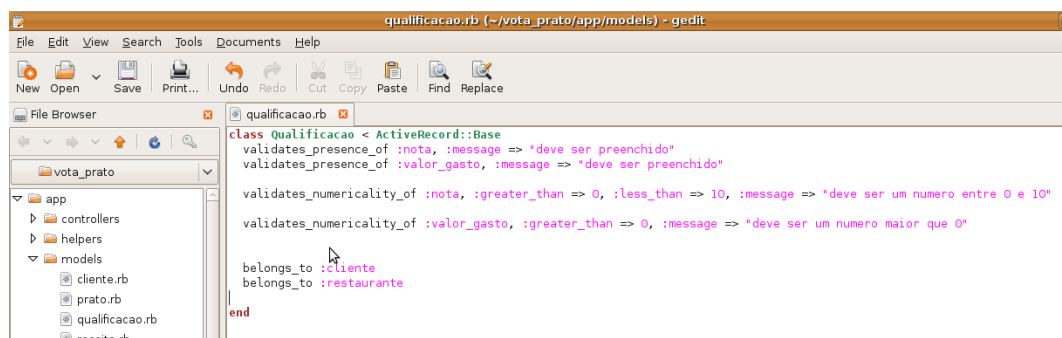 qualificacao.rb (~/vota_prato/app/models) - gedit
File Edit View Search Tools Documents Help
New Open Save Print... Undo Redo Cut Copy Paste Find Replace
File Browser
qualificacao.rb
vota_prato
app
controllers
helpers
models
cliente.rb
prato.rb
qualificacao.rb
class Qualificacao < ActiveRecord::Base
validates_presence_of :nota, :message => "deve ser preenchido"
validates_presence_of :valor_gasto, :message => "deve ser preenchido"
validates_numericality_of :nota, :greater_than => 0, :less_than => 10, :message => "deve ser um numero entre 0 e 10"
validates_numericality_of :valor_gasto, :greater_than => 0, :message => "deve ser um numero maior que 0"
belongs_to :cliente
belongs_to :restaurante
end